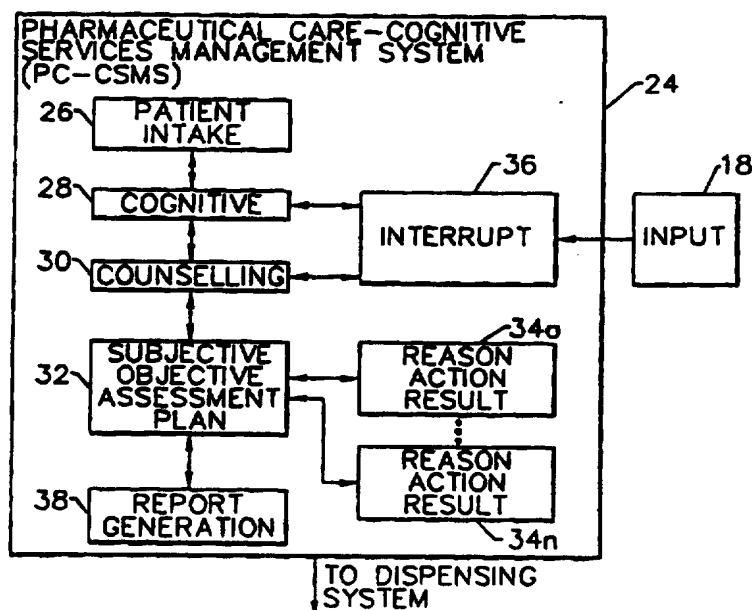 PHARMACEUTICAL CARE-COGNITIVE
SERVICES MANAGEMENT SYSTEM
(PC-CSMS)
24
26
PATIENT
INTAKE
28
COGNITIVE
36
INTERRUPT
18
INPUT
30
COUNSELLING
32
SUBJECTIVE
OBJECTIVE
ASSESSMENT
PLAN
34a
REASON
ACTION
RESULT
REASON
ACTION
RESULT
34n
38
REPORT
GENERATION
TO DISPENSING
SYSTEM